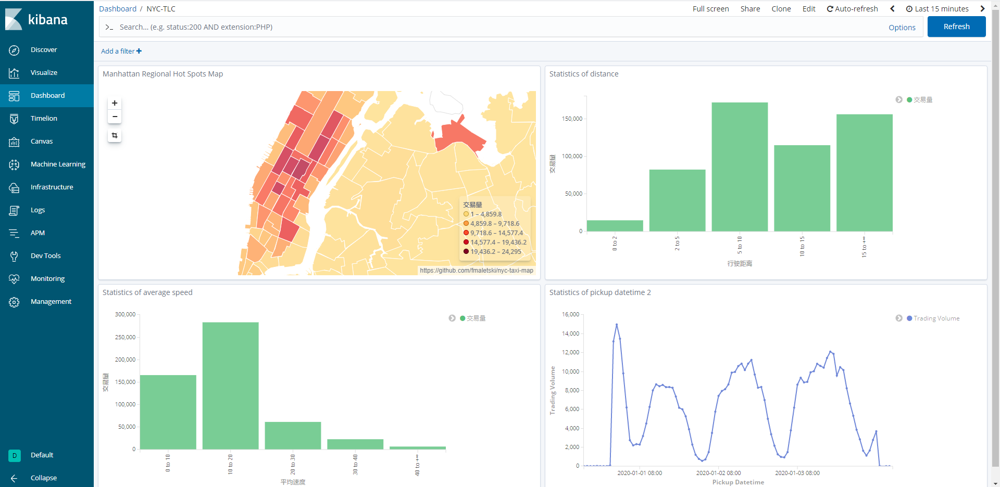 kibana
Discover
Visualize
Dashboard
Timelion
Canvas
Machine Learning
Infrastructure
Logs
APM
Dev Tools
Monitoring
Management
D Default
Collapse
Dashboard / NYC-TLC
Full screen Share Clone Edit Auto-refresh Last 15 minutes
>_ Search... (e.g. status:200 AND extension:PHP) Options Refresh
Add a filter +
Manhattan Regional Hot Spots Map
+
−
交易量
1 – 4,859.8
4,859.8 – 9,718.6
9,718.6 – 14,577.4
14,577.4 – 19,436.2
19,436.2 – 24,295
https://github.com/fmaletski/nyc-taxi-map
Statistics of distance
交易量
150,000
100,000
50,000
0
交易量
0 to 2
2 to 5
5 to 10
10 to 15
15 to +∞
行驶距离
Statistics of average speed
交易量
300,000
250,000
200,000
150,000
100,000
50,000
0
交易量
0 to 10
10 to 20
20 to 30
30 to 40
40 to +∞
平均速度
Statistics of pickup datetime 2
Trading Volume
16,000
14,000
12,000
10,000
8,000
6,000
4,000
2,000
0
Trading Volume
2020-01-01 08:00
2020-01-02 08:00
2020-01-03 08:00
Pickup Datetime